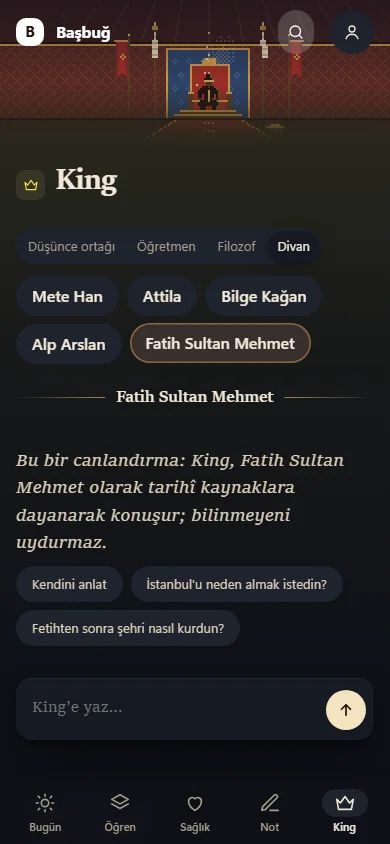 B Başbuğ
King
Düşünce ortağı Öğretmen Filozof Divan
Mete Han Attila Bilge Kağan
Alp Arslan Fatih Sultan Mehmet
Fatih Sultan Mehmet
Bu bir canlandırma: King, Fatih Sultan
Mehmet olarak tarihî kaynaklara
dayanarak konuşur; bilinmeyeni
uydurmaz.
Kendini anlat İstanbul'u neden almak istedin?
Fetihten sonra şehri nasıl kurdun?
King'e yaz...
Bugün Öğren Sağlık Not King